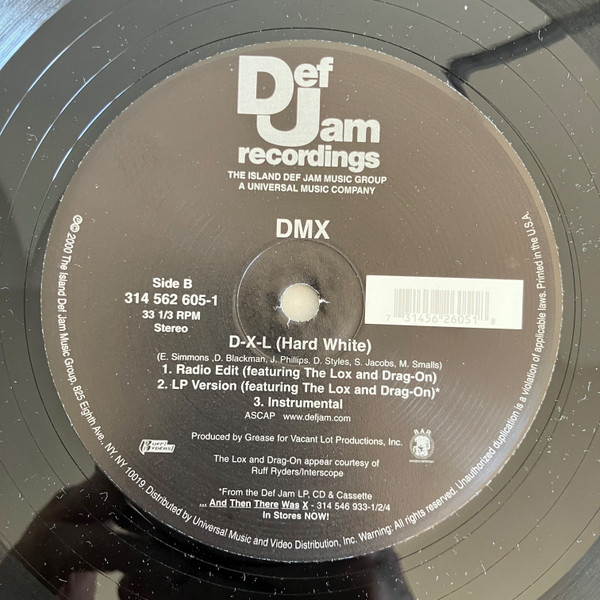 Def
Jam
recordings
THE ISLAND DEF JAM MUSIC GROUP
A UNIVERSAL MUSIC COMPANY
DMX
Side B
314 562 605-1
33 1/3 RPM
Stereo
7 31456-26051 8
D-X-L (Hard White)
(E. Simmons ,D. Blackman, J. Phillips, D. Styles, S. Jacobs, M. Smalls)
1. Radio Edit (featuring The Lox and Drag-On)
2. LP Version (featuring The Lox and Drag-On)*
3. Instrumental
ASCAP www.defjam.com
Produced by Grease for Vacant Lot Productions, Inc.
RUFF
RYDERS
The Lox and Drag-On appear courtesy of
Ruff Ryders/Interscope
*From the Def Jam LP, CD & Cassette
... And Then There Was X - 314 546 933-1/2/4
In Stores NOW!
℗© 2000 The Island Def Jam Music Group, 825 Eighth Ave., NY, NY 10019. Distributed by Universal Music and Video Distribution, Inc. Warning: All rights reserved. Unauthorized duplication is a violation of applicable laws. Printed in the U.S.A.